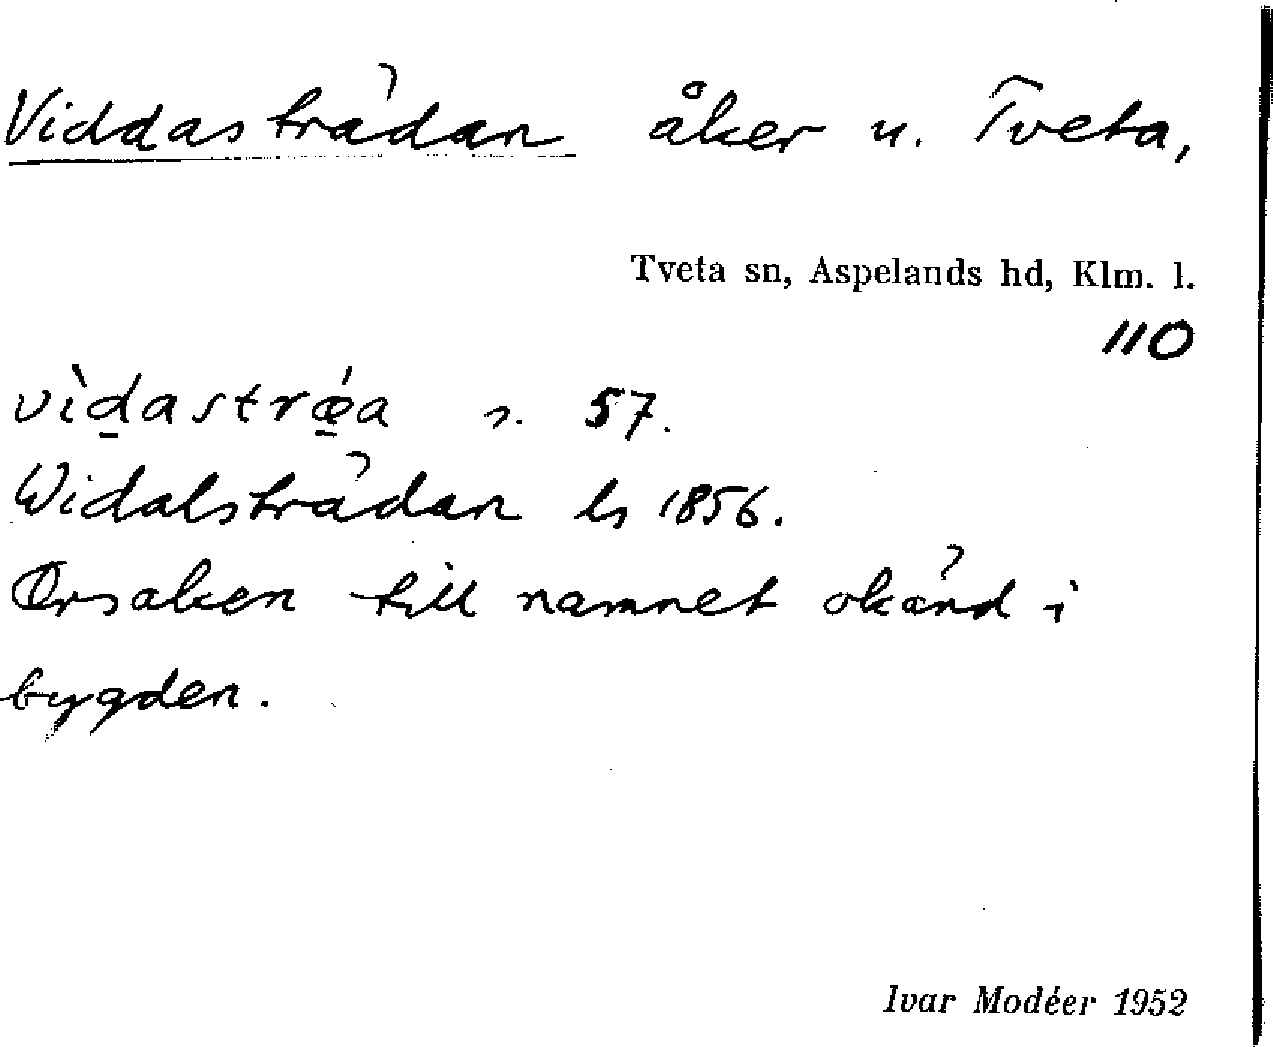 Viddasträdan åker u. Tveta,
Tveta sn, Aspelands hd, Klm. l.
110
vìdastrǽa s. 57.
Widalsträdan ls 1856.
Orsaken till namnet okänd i
bygden.
Ivar Modéer 1952